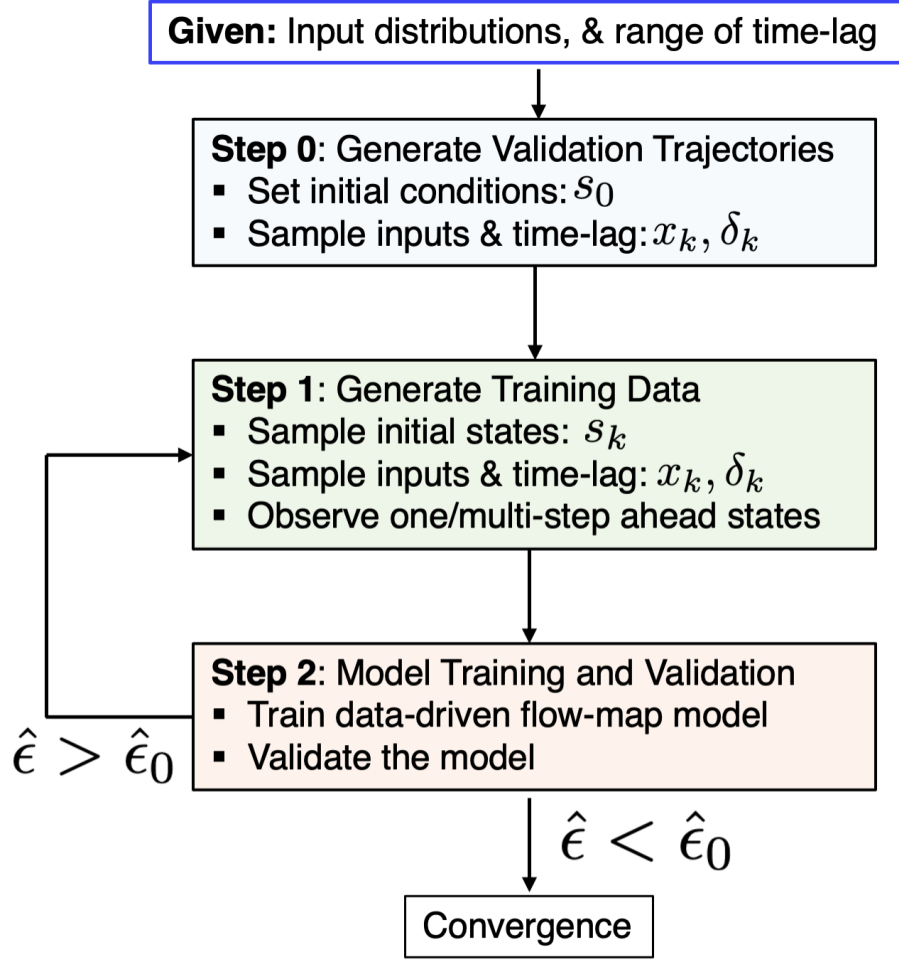 Given: Input distributions, & range of time-lag
Step 0: Generate Validation Trajectories
▪ Set initial conditions: s₀
▪ Sample inputs & time-lag: xₖ, δₖ
Step 1: Generate Training Data
▪ Sample initial states: sₖ
▪ Sample inputs & time-lag: xₖ, δₖ
▪ Observe one/multi-step ahead states
Step 2: Model Training and Validation
▪ Train data-driven flow-map model
▪ Validate the model
ϵ̂ > ϵ̂₀
ϵ̂ < ϵ̂₀
Convergence